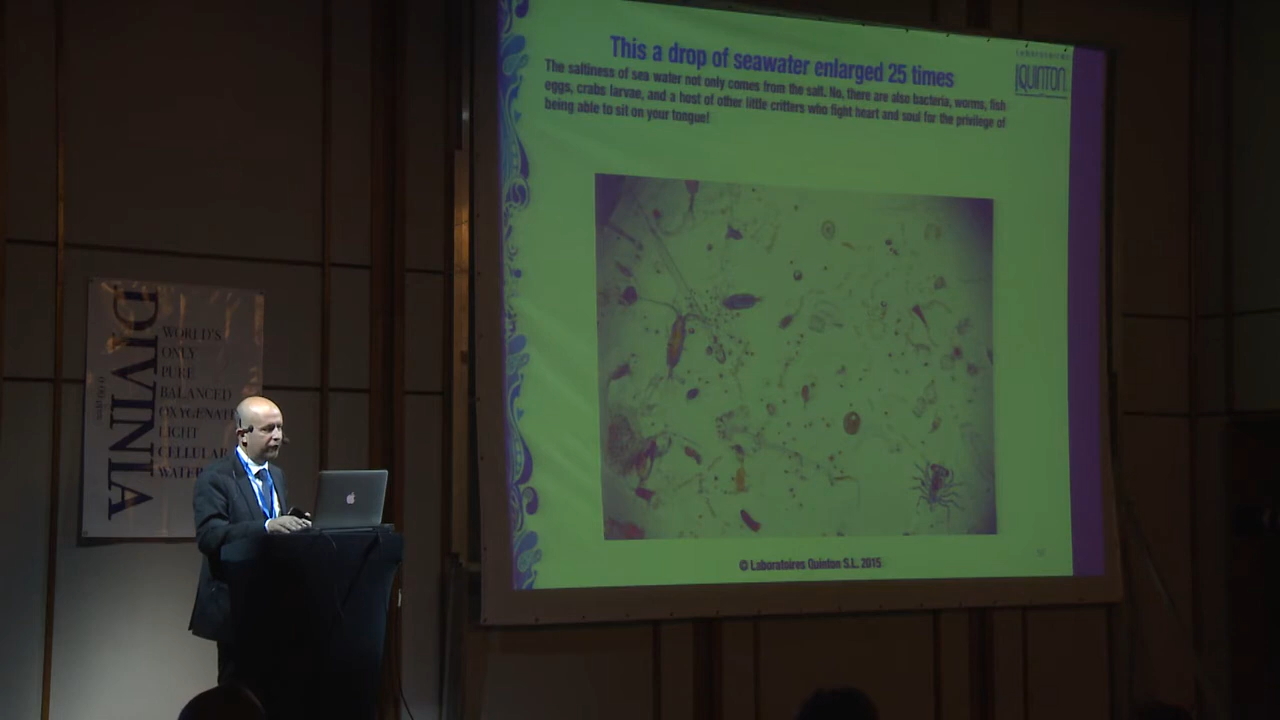 This a drop of seawater enlarged 25 times
The saltiness of sea water not only comes from the salt. No, there are also bacteria, worms, fish
eggs, crabs larvae, and a host of other little critters who fight heart and soul for the privilege of
being able to sit on your tongue!
QUINTON
© Laboratoires Quinton S.L. 2015
DIVINIA
WORLD'S
ONLY
PURE
BALANCED
OXYGENAT
LIGHT
CELLULAR
WATER